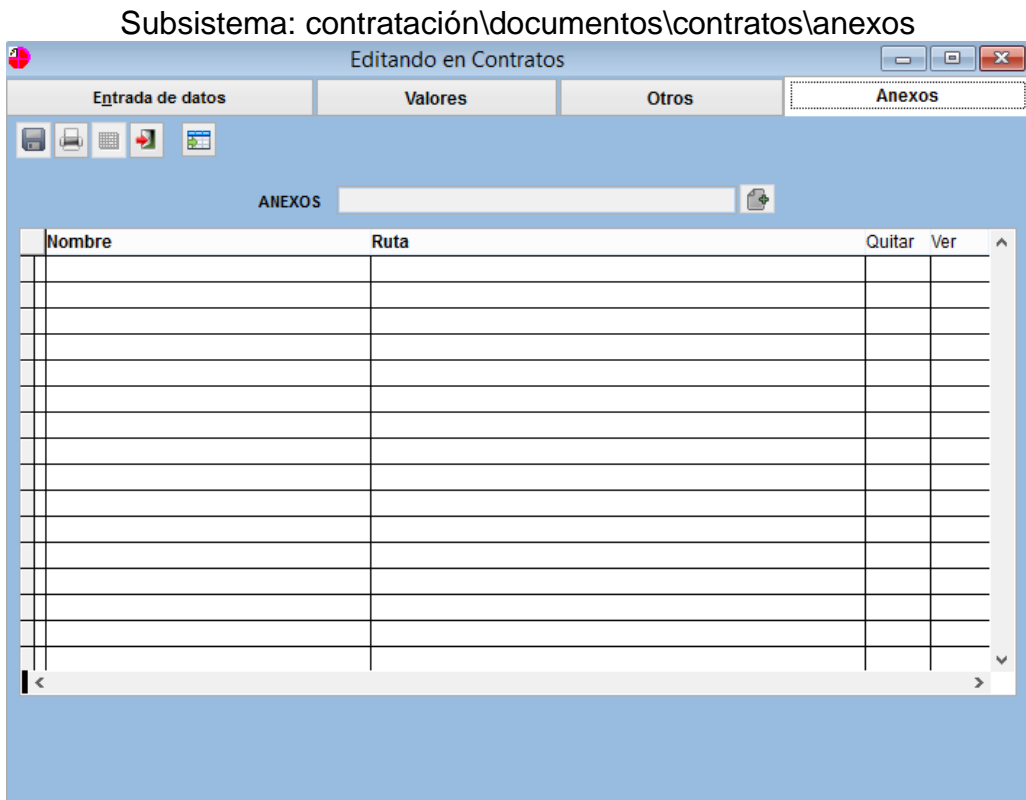 Subsistema: contratación\documentos\contratos\anexos
Editando en Contratos
Entrada de datos Valores Otros Anexos
ANEXOS
Nombre Ruta Quitar Ver